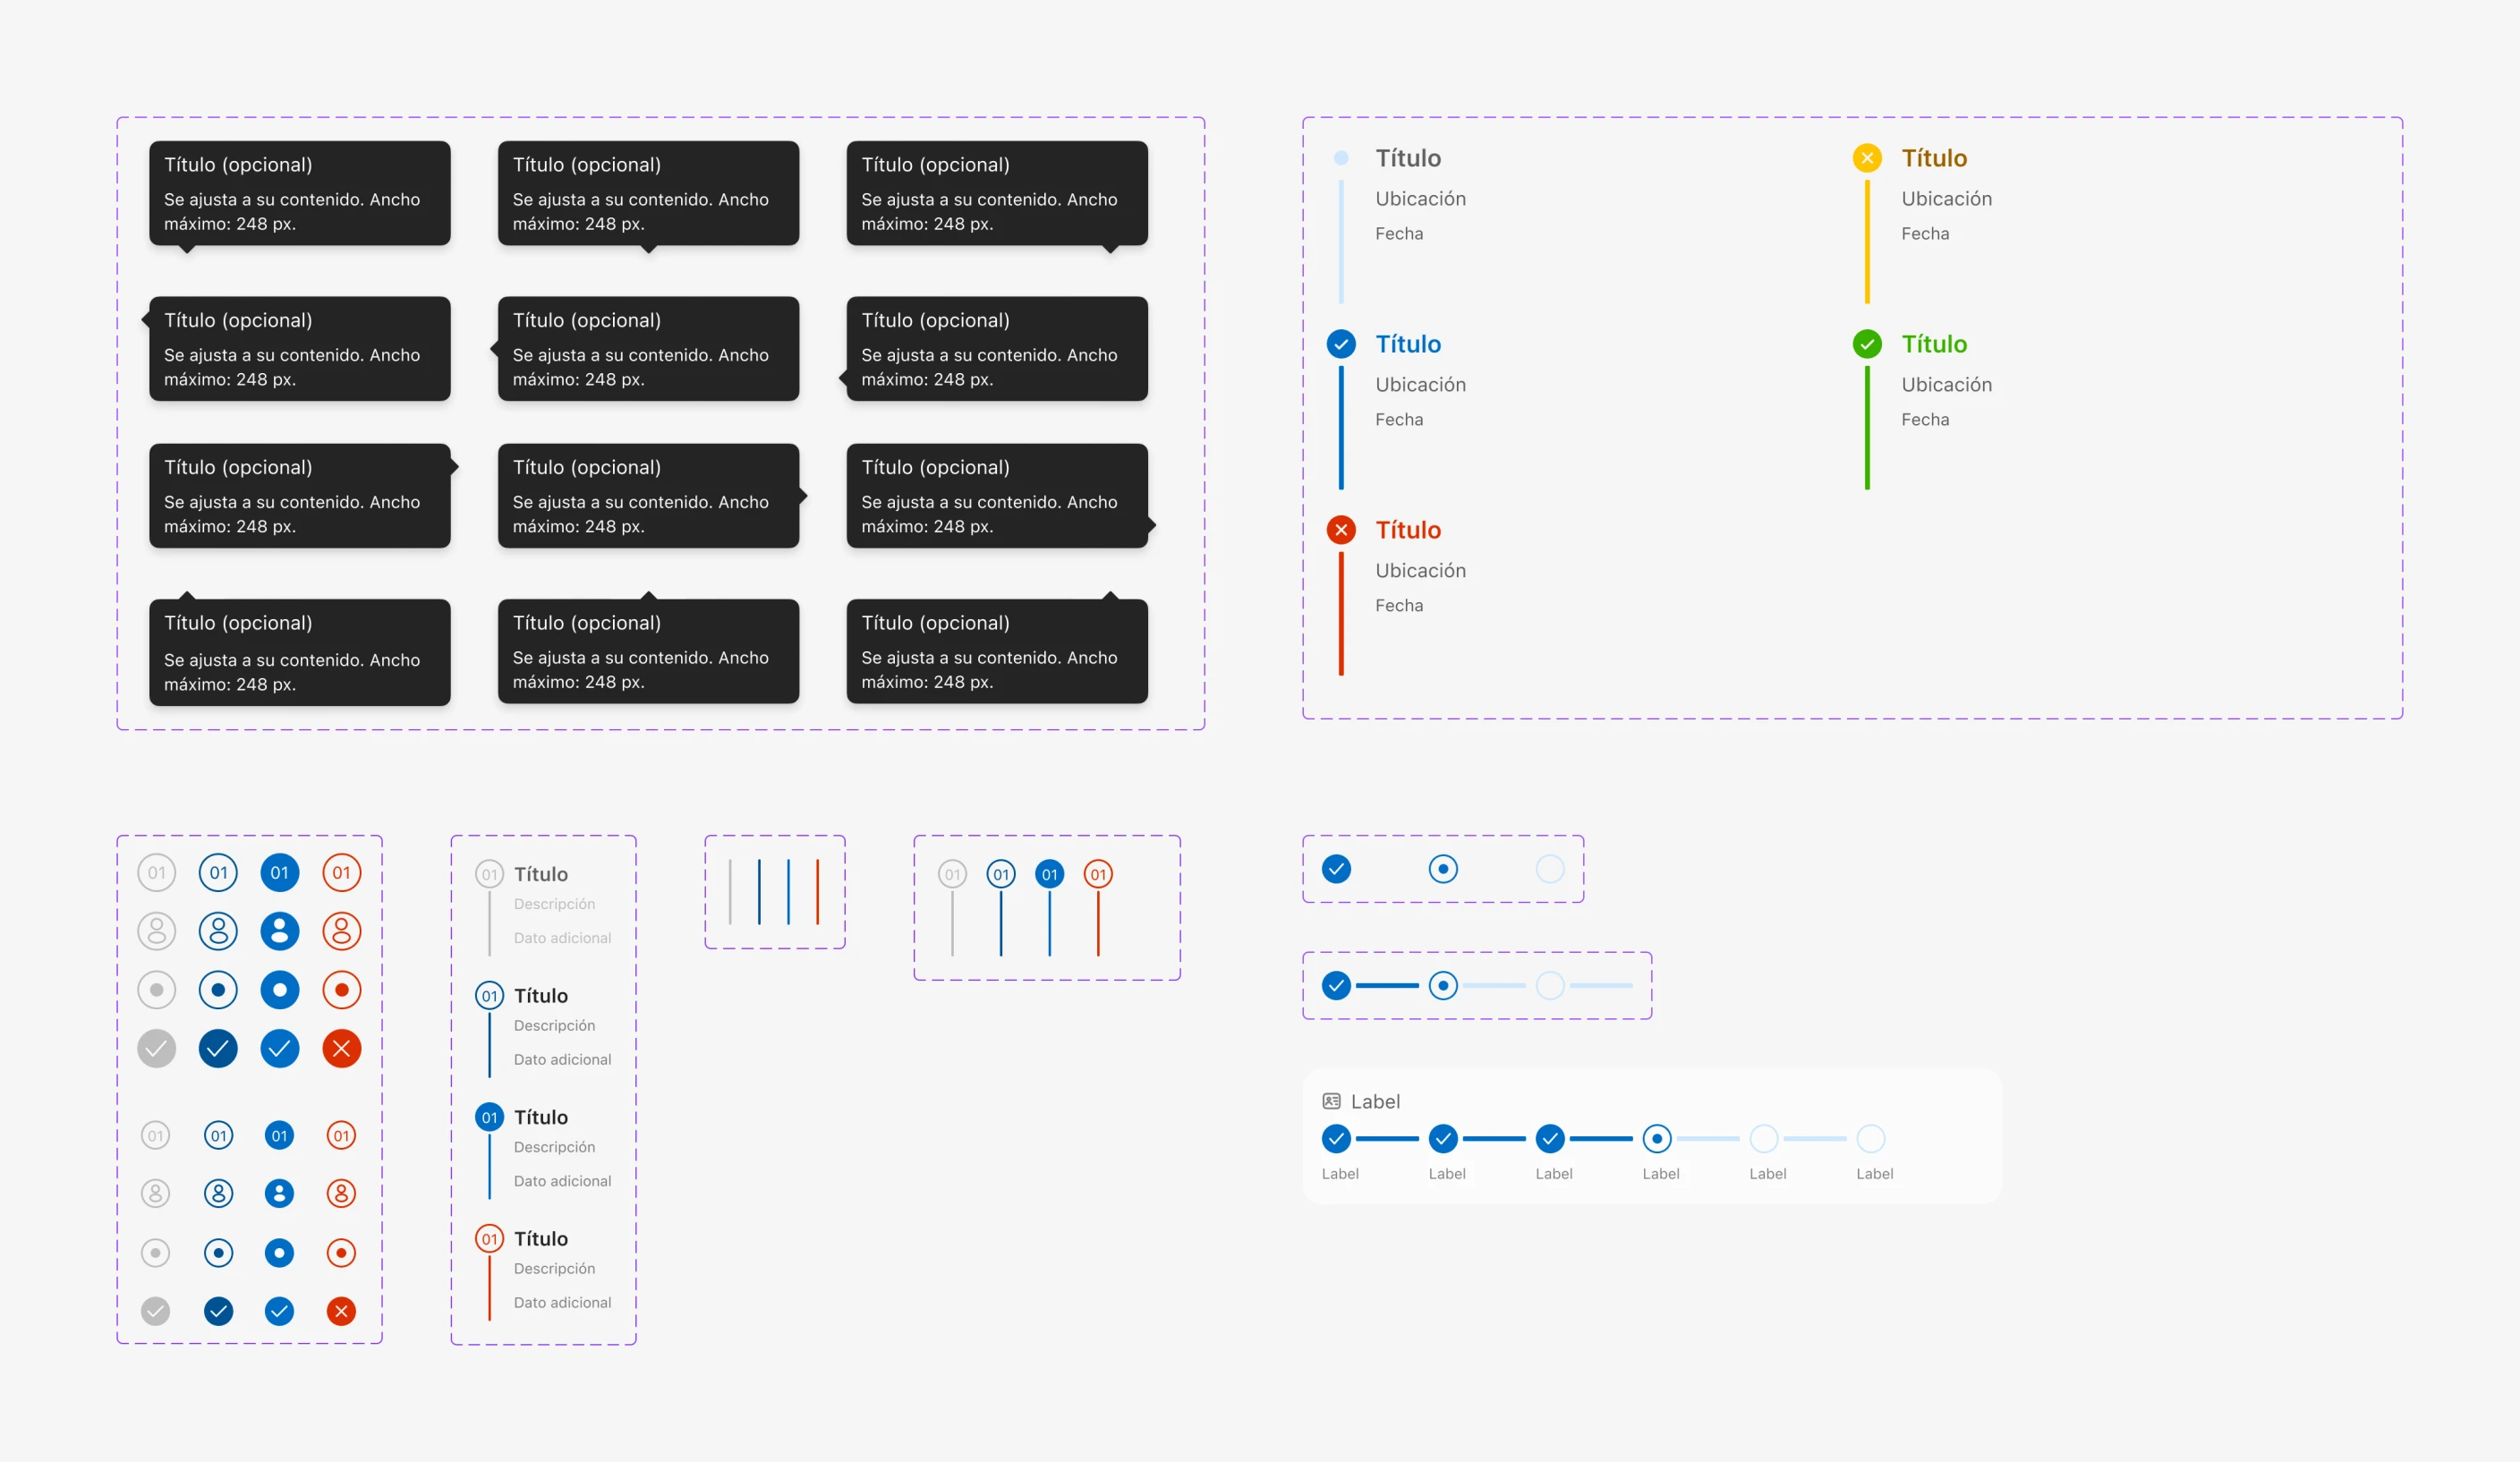 Título (opcional)
Se ajusta a su contenido. Ancho
máximo: 248 px.
Título (opcional)
Se ajusta a su contenido. Ancho
máximo: 248 px.
Título (opcional)
Se ajusta a su contenido. Ancho
máximo: 248 px.
Título (opcional)
Se ajusta a su contenido. Ancho
máximo: 248 px.
Título (opcional)
Se ajusta a su contenido. Ancho
máximo: 248 px.
Título (opcional)
Se ajusta a su contenido. Ancho
máximo: 248 px.
Título (opcional)
Se ajusta a su contenido. Ancho
máximo: 248 px.
Título (opcional)
Se ajusta a su contenido. Ancho
máximo: 248 px.
Título (opcional)
Se ajusta a su contenido. Ancho
máximo: 248 px.
Título (opcional)
Se ajusta a su contenido. Ancho
máximo: 248 px.
Título (opcional)
Se ajusta a su contenido. Ancho
máximo: 248 px.
Título (opcional)
Se ajusta a su contenido. Ancho
máximo: 248 px.
Título
Ubicación
Fecha
Título
Ubicación
Fecha
Título
Ubicación
Fecha
Título
Ubicación
Fecha
Título
Ubicación
Fecha
01 01 01 01
01 01 01 01
01 Título
Descripción
Dato adicional
01 Título
Descripción
Dato adicional
01 Título
Descripción
Dato adicional
01 Título
Descripción
Dato adicional
01 01 01 01
Label
Label Label Label Label Label Label